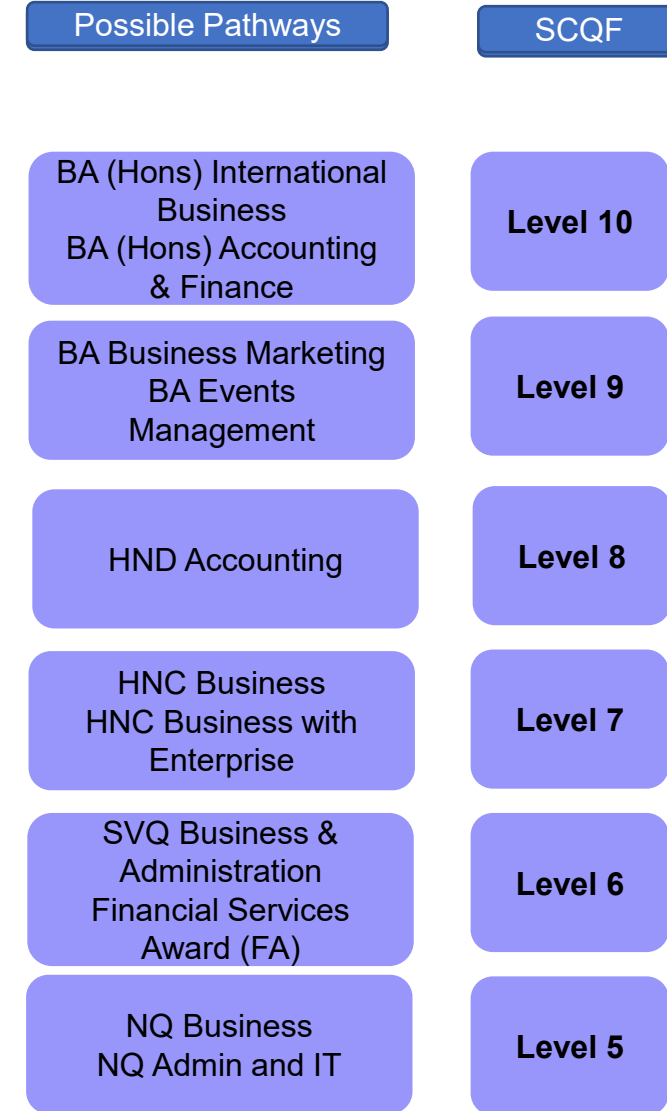 Possible Pathways
SCQF
BA (Hons) International
Business
BA (Hons) Accounting
& Finance
Level 10
BA Business Marketing
BA Events
Management
Level 9
HND Accounting
Level 8
HNC Business
HNC Business with
Enterprise
Level 7
SVQ Business &
Administration
Financial Services
Award (FA)
Level 6
NQ Business
NQ Admin and IT
Level 5